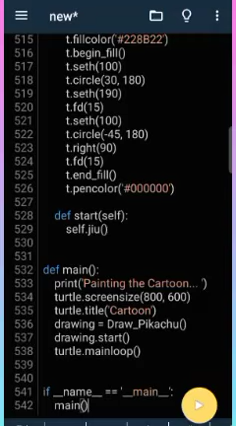 new*
515 t.fillcolor('#228B22')
516 t.begin_fill()
517 t.seth(100)
518 t.circle(30, 180)
519 t.seth(190)
520 t.fd(15)
521 t.seth(100)
522 t.circle(-45, 180)
523 t.right(90)
524 t.fd(15)
525 t.end_fill()
526 t.pencolor('#000000')
527
528 def start(self):
529 self.jiu()
530
531
532 def main():
533 print('Painting the Cartoon... ')
534 turtle.screensize(800, 600)
535 turtle.title('Cartoon')
536 drawing = Draw_Pikachu()
537 drawing.start()
538 turtle.mainloop()
539
540
541 if __name__ == '__main__':
542 main()